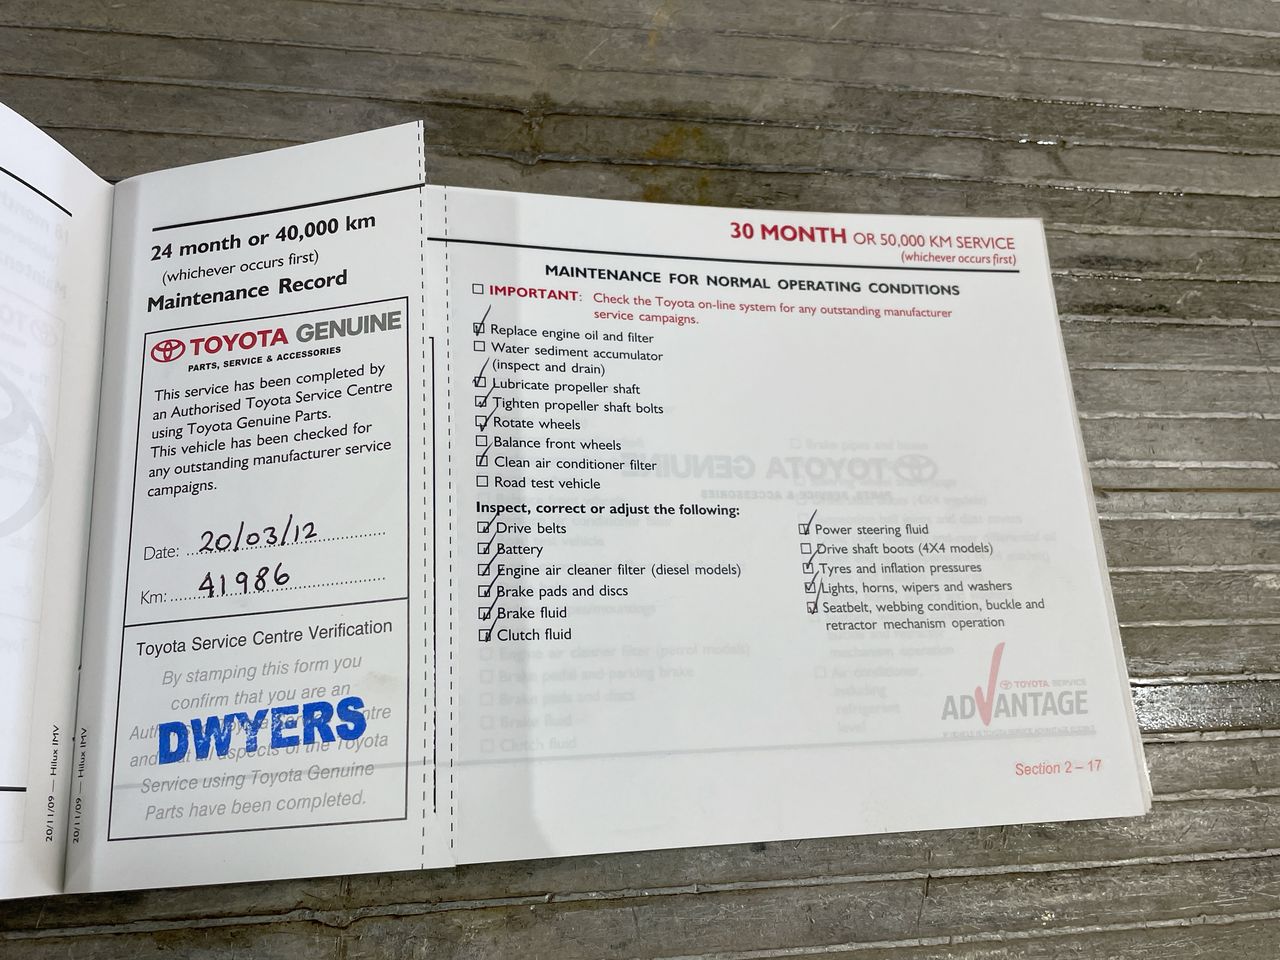 24 month or 40,000 km
(whichever occurs first)
Maintenance Record
TOYOTA GENUINE
PARTS, SERVICE & ACCESSORIES
This service has been completed by
an Authorised Toyota Service Centre
using Toyota Genuine Parts.
This vehicle has been checked for
any outstanding manufacturer service
campaigns.
Date: 20/03/12
Km: 41986
Toyota Service Centre Verification
By stamping this form you
confirm that you are an
DWYERS
aspects of the Toyota
Service using Toyota Genuine
Parts have been completed.
20/11/09 — Hilux IMV
20/11/09 — Hilux IMV
30 MONTH OR 50,000 KM SERVICE
(whichever occurs first)
MAINTENANCE FOR NORMAL OPERATING CONDITIONS
IMPORTANT: Check the Toyota on-line system for any outstanding manufacturer
service campaigns.
Replace engine oil and filter
Water sediment accumulator
(inspect and drain)
Lubricate propeller shaft
Tighten propeller shaft bolts
Rotate wheels
Balance front wheels
Clean air conditioner filter
Road test vehicle
Inspect, correct or adjust the following:
Drive belts
Battery
Engine air cleaner filter (diesel models)
Brake pads and discs
Brake fluid
Clutch fluid
Power steering fluid
Drive shaft boots (4X4 models)
Tyres and inflation pressures
Lights, horns, wipers and washers
Seatbelt, webbing condition, buckle and
retractor mechanism operation
TOYOTA SERVICE
ADVANTAGE
Section 2 – 17